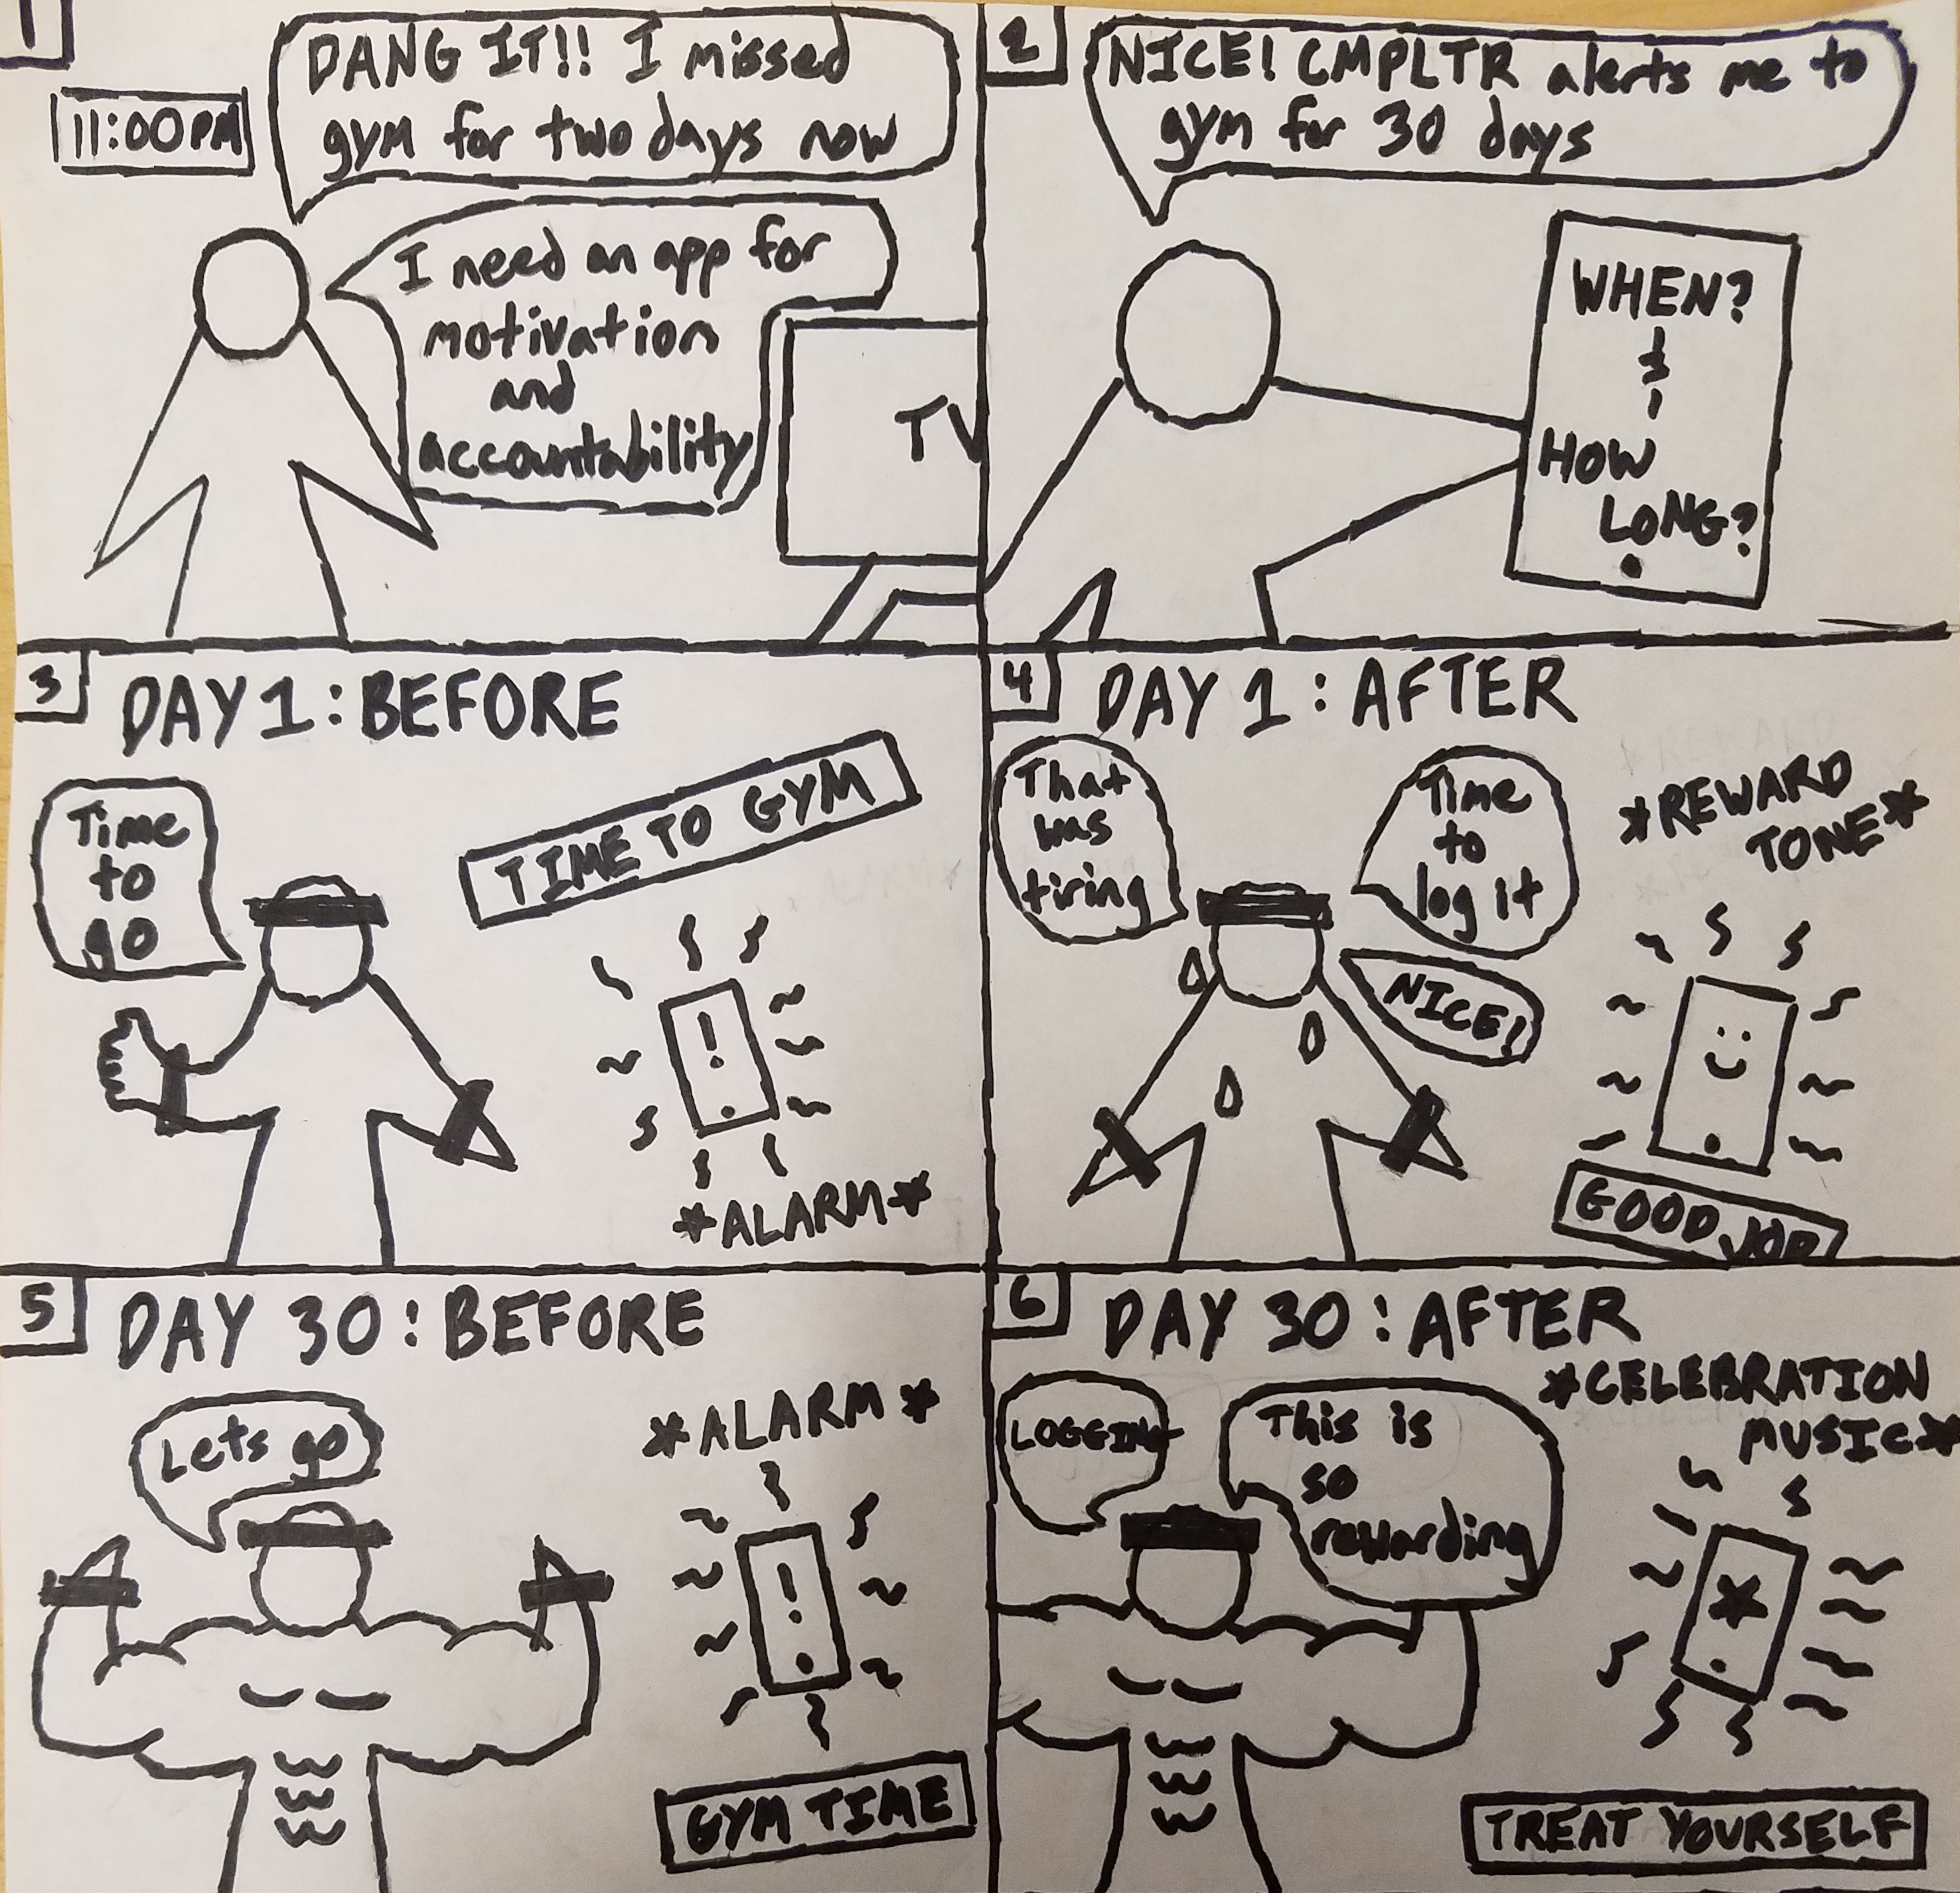 1
11:00PM
DANG IT!! I missed
gym for two days now
I need an app for
motivation
and
accountability
TV
2
NICE! CMPLTR alerts me to
gym for 30 days
WHEN?
&
HOW
LONG?
3
DAY 1: BEFORE
Time
to
go
TIME TO GYM
!
*ALARM*
4
DAY 1: AFTER
That
was
tiring
Time
to
log it
NICE!
*REWARD
TONE*
GOOD JOB
5
DAY 30: BEFORE
Lets go
*ALARM*
!
GYM TIME
6
DAY 30: AFTER
LOGGING
This is
so
rewarding
*CELEBRATION
MUSIC*
TREAT YOURSELF